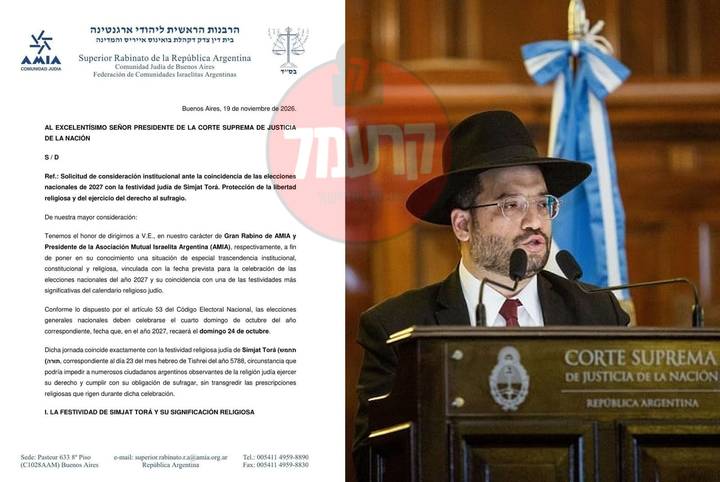 הרבנות הראשית ליהודי ארגנטינה
בית דין צדק דקהלת בואינוס איירס והמדינה
AMIA
COMUNIDAD JUDIA
Superior Rabinato de la República Argentina
Comunidad Judía de Buenos Aires
Federación de Comunidades Israelitas Argentinas
בס״ד
Buenos Aires, 19 de noviembre de 2026.
AL EXCELENTÍSIMO SEÑOR PRESIDENTE DE LA CORTE SUPREMA DE JUSTICIA
DE LA NACIÓN
S / D
Ref.: Solicitud de consideración institucional ante la coincidencia de las elecciones
nacionales de 2027 con la festividad judía de Simjat Torá. Protección de la libertad
religiosa y del ejercicio del derecho al sufragio.
De nuestra mayor consideración:
Tenemos el honor de dirigirnos a V.E., en nuestro carácter de Gran Rabino de AMIA y
Presidente de la Asociación Mutual Israelita Argentina (AMIA), respectivamente, a fin
de poner en su conocimiento una situación de especial trascendencia institucional,
constitucional y religiosa, vinculada con la fecha prevista para la celebración de las
elecciones nacionales del año 2027 y su coincidencia con una de las festividades más
significativas del calendario religioso judío.
Conforme lo dispuesto por el artículo 53 del Código Electoral Nacional, las elecciones
generales nacionales deben celebrarse el cuarto domingo de octubre del año
correspondiente, fecha que, en el año 2027, recaerá el domingo 24 de octubre.
Dicha jornada coincide exactamente con la festividad religiosa judía de Simjat Torá (שמחת
תורה), correspondiente al día 23 del mes hebreo de Tishrei del año 5788, circunstancia que
podría impedir a numerosos ciudadanos argentinos observantes de la religión judía ejercer
su derecho y cumplir con su obligación de sufragar, sin transgredir las prescripciones
religiosas que rigen durante dicha celebración.
I. LA FESTIVIDAD DE SIMJAT TORÁ Y SU SIGNIFICACIÓN RELIGIOSA
Sede: Pasteur 633 8º Piso
(C1028AAM) Buenos Aires
e-mail: superior.rabinato.r.a@amia.org.ar
República Argentina
Tel.: 005411 4959-8890
Fax: 005411 4959-8830
קרעמל
CORTE SUPREMA
DE JUSTICIA DE LA NACIÓN
REPÚBLICA ARGENTINA